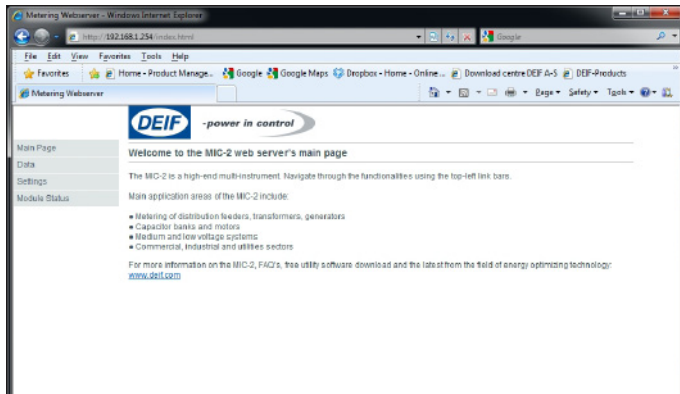 Metering Webserver - Windows Internet Explorer
http://192.168.1.254/index.html
Google
File Edit View Favorites Tools Help
Favorites Home - Product Manage... Google Google Maps Dropbox - Home - Online ... Download centre DEIF A-S DEIF-Products
Metering Webserver
Page Safety Tools
DEIF -power in control
Main Page
Data
Settings
Module Status
Welcome to the MIC-2 web server's main page
The MIC-2 is a high-end multi-instrument. Navigate through the functionalities using the top-left link bars.
Main application areas of the MIC-2 include:
• Metering of distribution feeders, transformers, generators
• Capacitor banks and motors
• Medium and low voltage systems
• Commercial, industrial and utilities sectors
For more information on the MIC-2, FAQ's, free utility software download and the latest from the field of energy optimizing technology:
www.deif.com